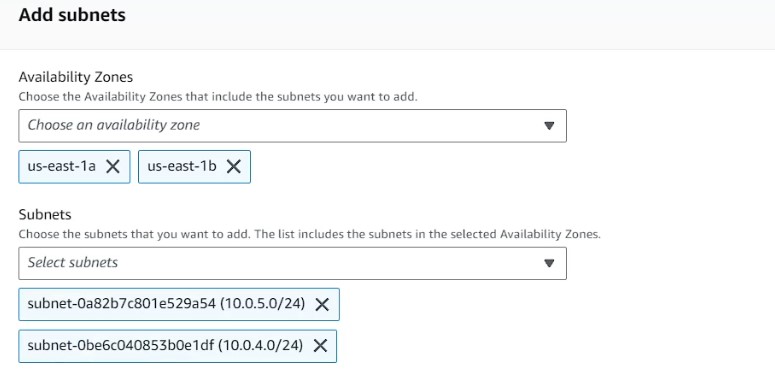 Add subnets
Availability Zones
Choose the Availability Zones that include the subnets you want to add.
Choose an availability zone
us-east-1a us-east-1b
Subnets
Choose the subnets that you want to add. The list includes the subnets in the selected Availability Zones.
Select subnets
subnet-0a82b7c801e529a54 (10.0.5.0/24)
subnet-0be6c040853b0e1df (10.0.4.0/24)